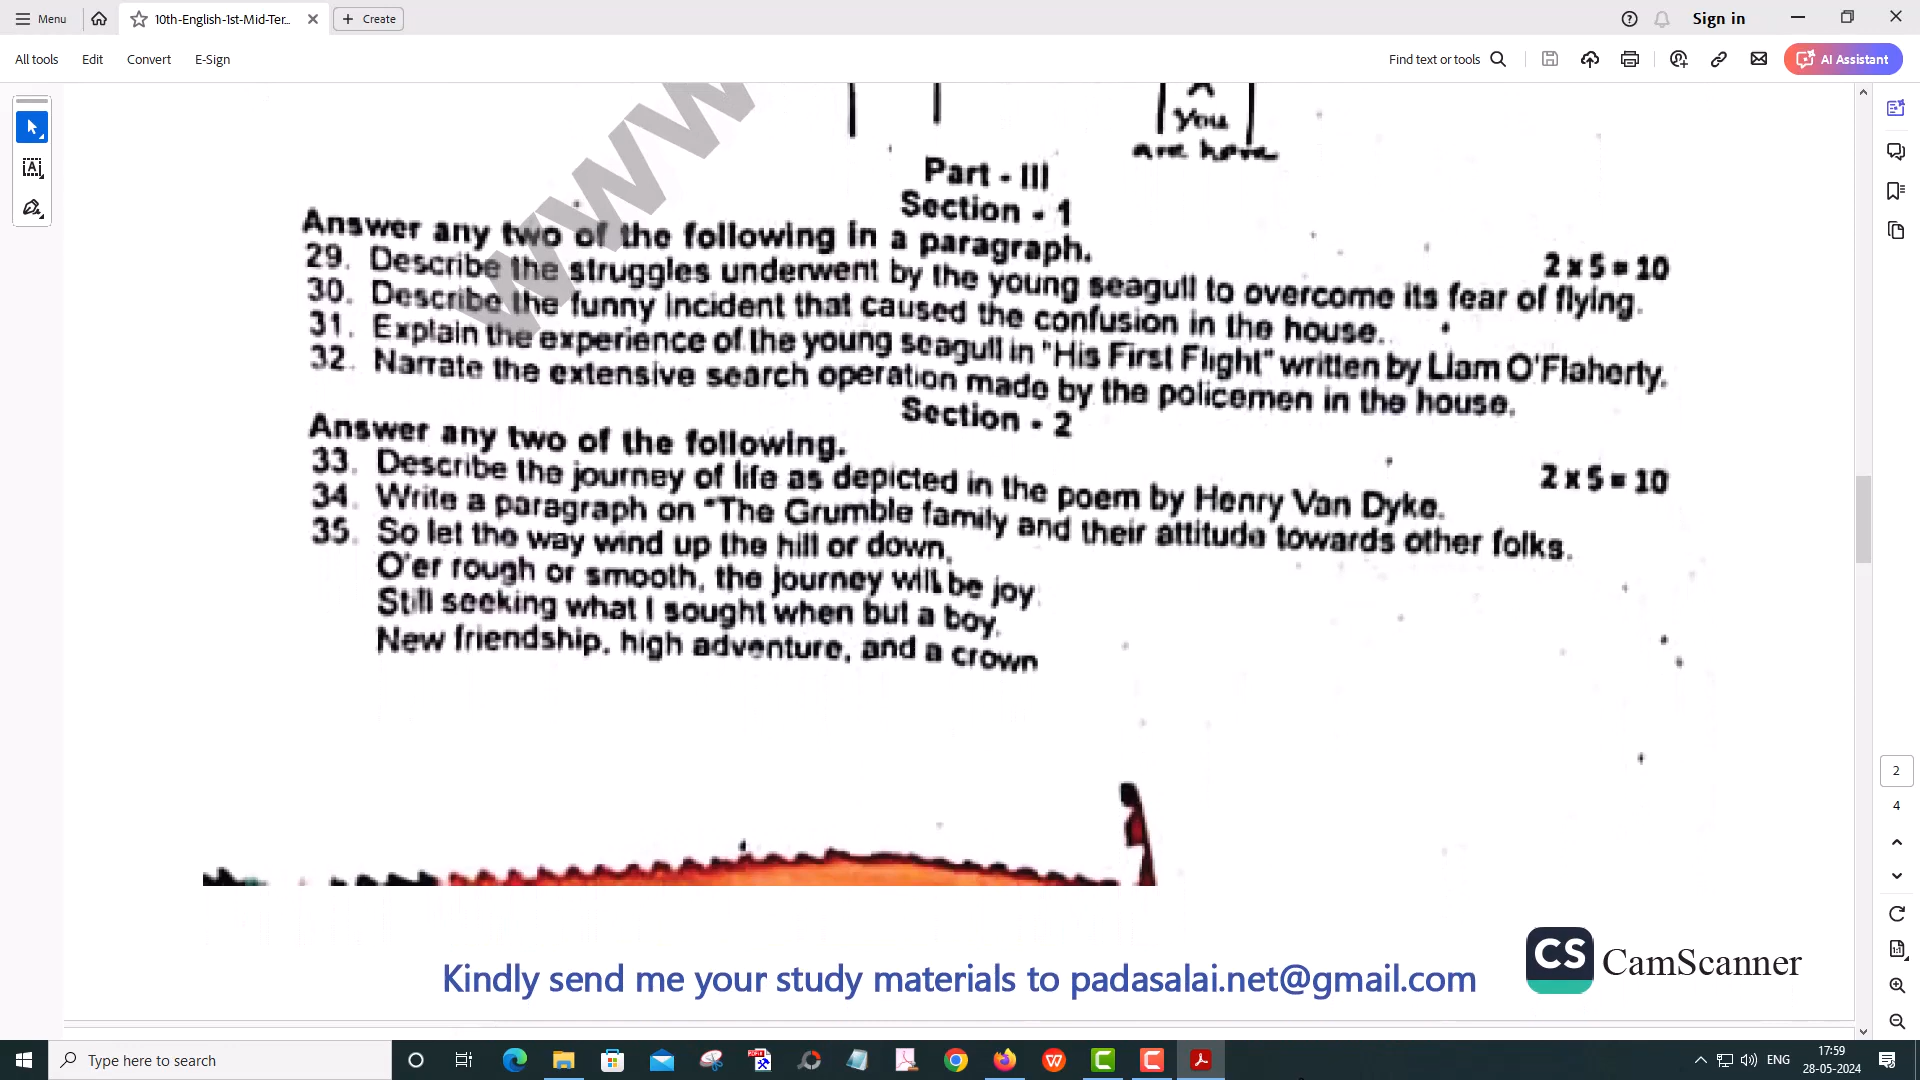 Menu
10th-English-1st-Mid-Ter...
Create
Sign in
All tools
Edit
Convert
E-Sign
Find text or tools
AI Assistant
WWW
You
are here
Part - III
Section - 1
Answer any two of the following in a paragraph.
2 x 5 = 10
29. Describe the struggles underwent by the young seagull to overcome its fear of flying.
30. Describe the funny incident that caused the confusion in the house.
31. Explain the experience of the young seagull in "His First Flight" written by Liam O'Flaherty.
32. Narrate the extensive search operation made by the policemen in the house.
Section - 2
Answer any two of the following.
2 x 5 = 10
33. Describe the journey of life as depicted in the poem by Henry Van Dyke.
34. Write a paragraph on "The Grumble family and their attitude towards other folks.
35. So let the way wind up the hill or down,
O'er rough or smooth, the journey will be joy
Still seeking what I sought when but a boy,
New friendship, high adventure, and a crown
2
4
CS CamScanner
Kindly send me your study materials to padasalai.net@gmail.com
Type here to search
ENG
17:59
28-05-2024